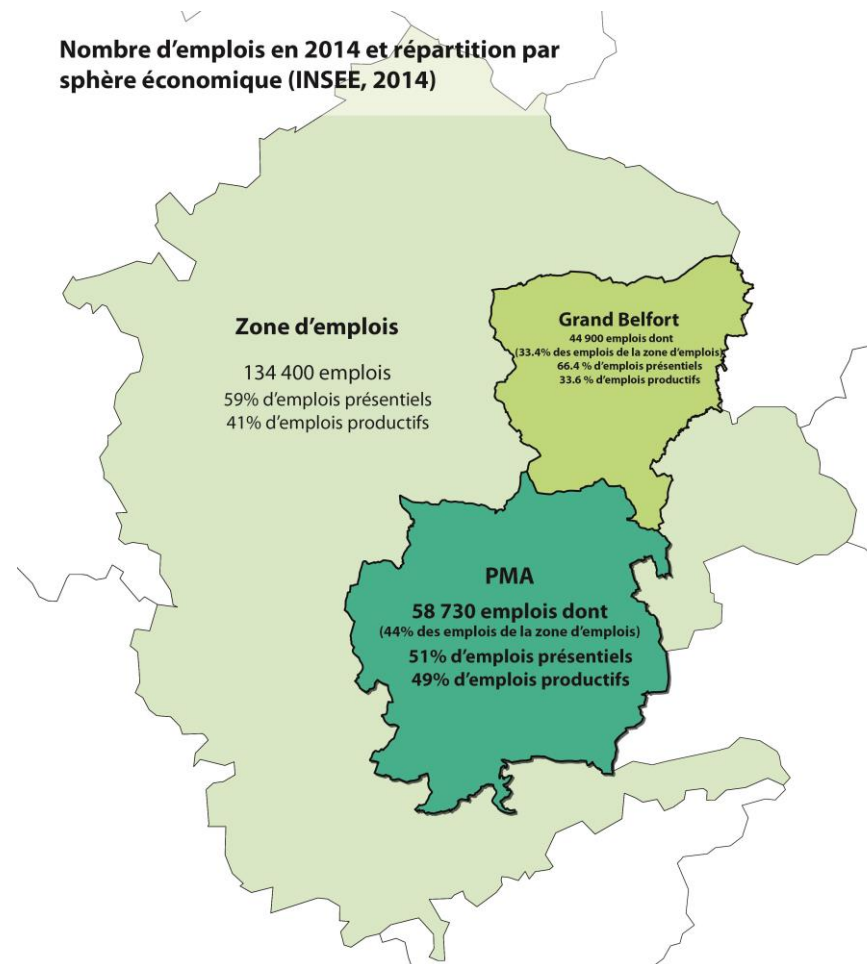 Nombre d'emplois en 2014 et répartition par
sphère économique (INSEE, 2014)
Zone d'emplois
134 400 emplois
59% d'emplois présentiels
41% d'emplois productifs
Grand Belfort
44 900 emplois dont
(33.4% des emplois de la zone d'emplois)
66.4 % d'emplois présentiels
33.6 % d'emplois productifs
PMA
58 730 emplois dont
(44% des emplois de la zone d'emplois)
51% d'emplois présentiels
49% d'emplois productifs